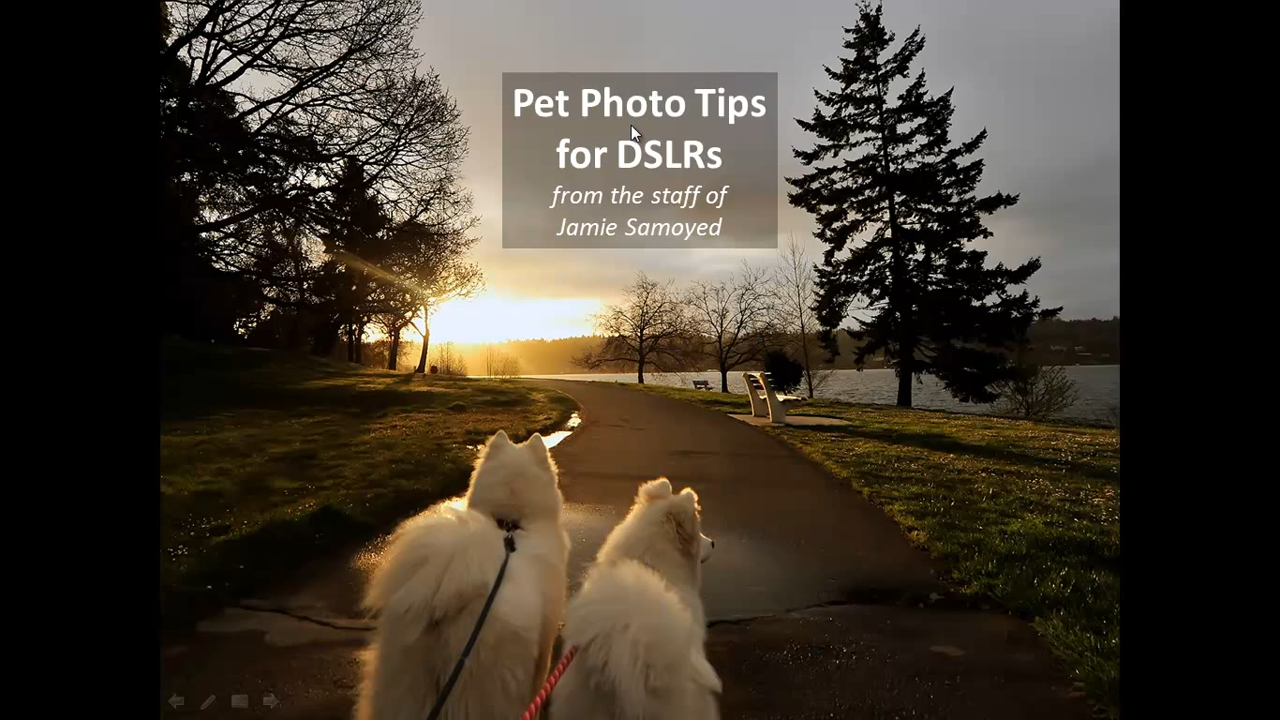 Pet Photo Tips
for DSLRs
from the staff of
Jamie Samoyed